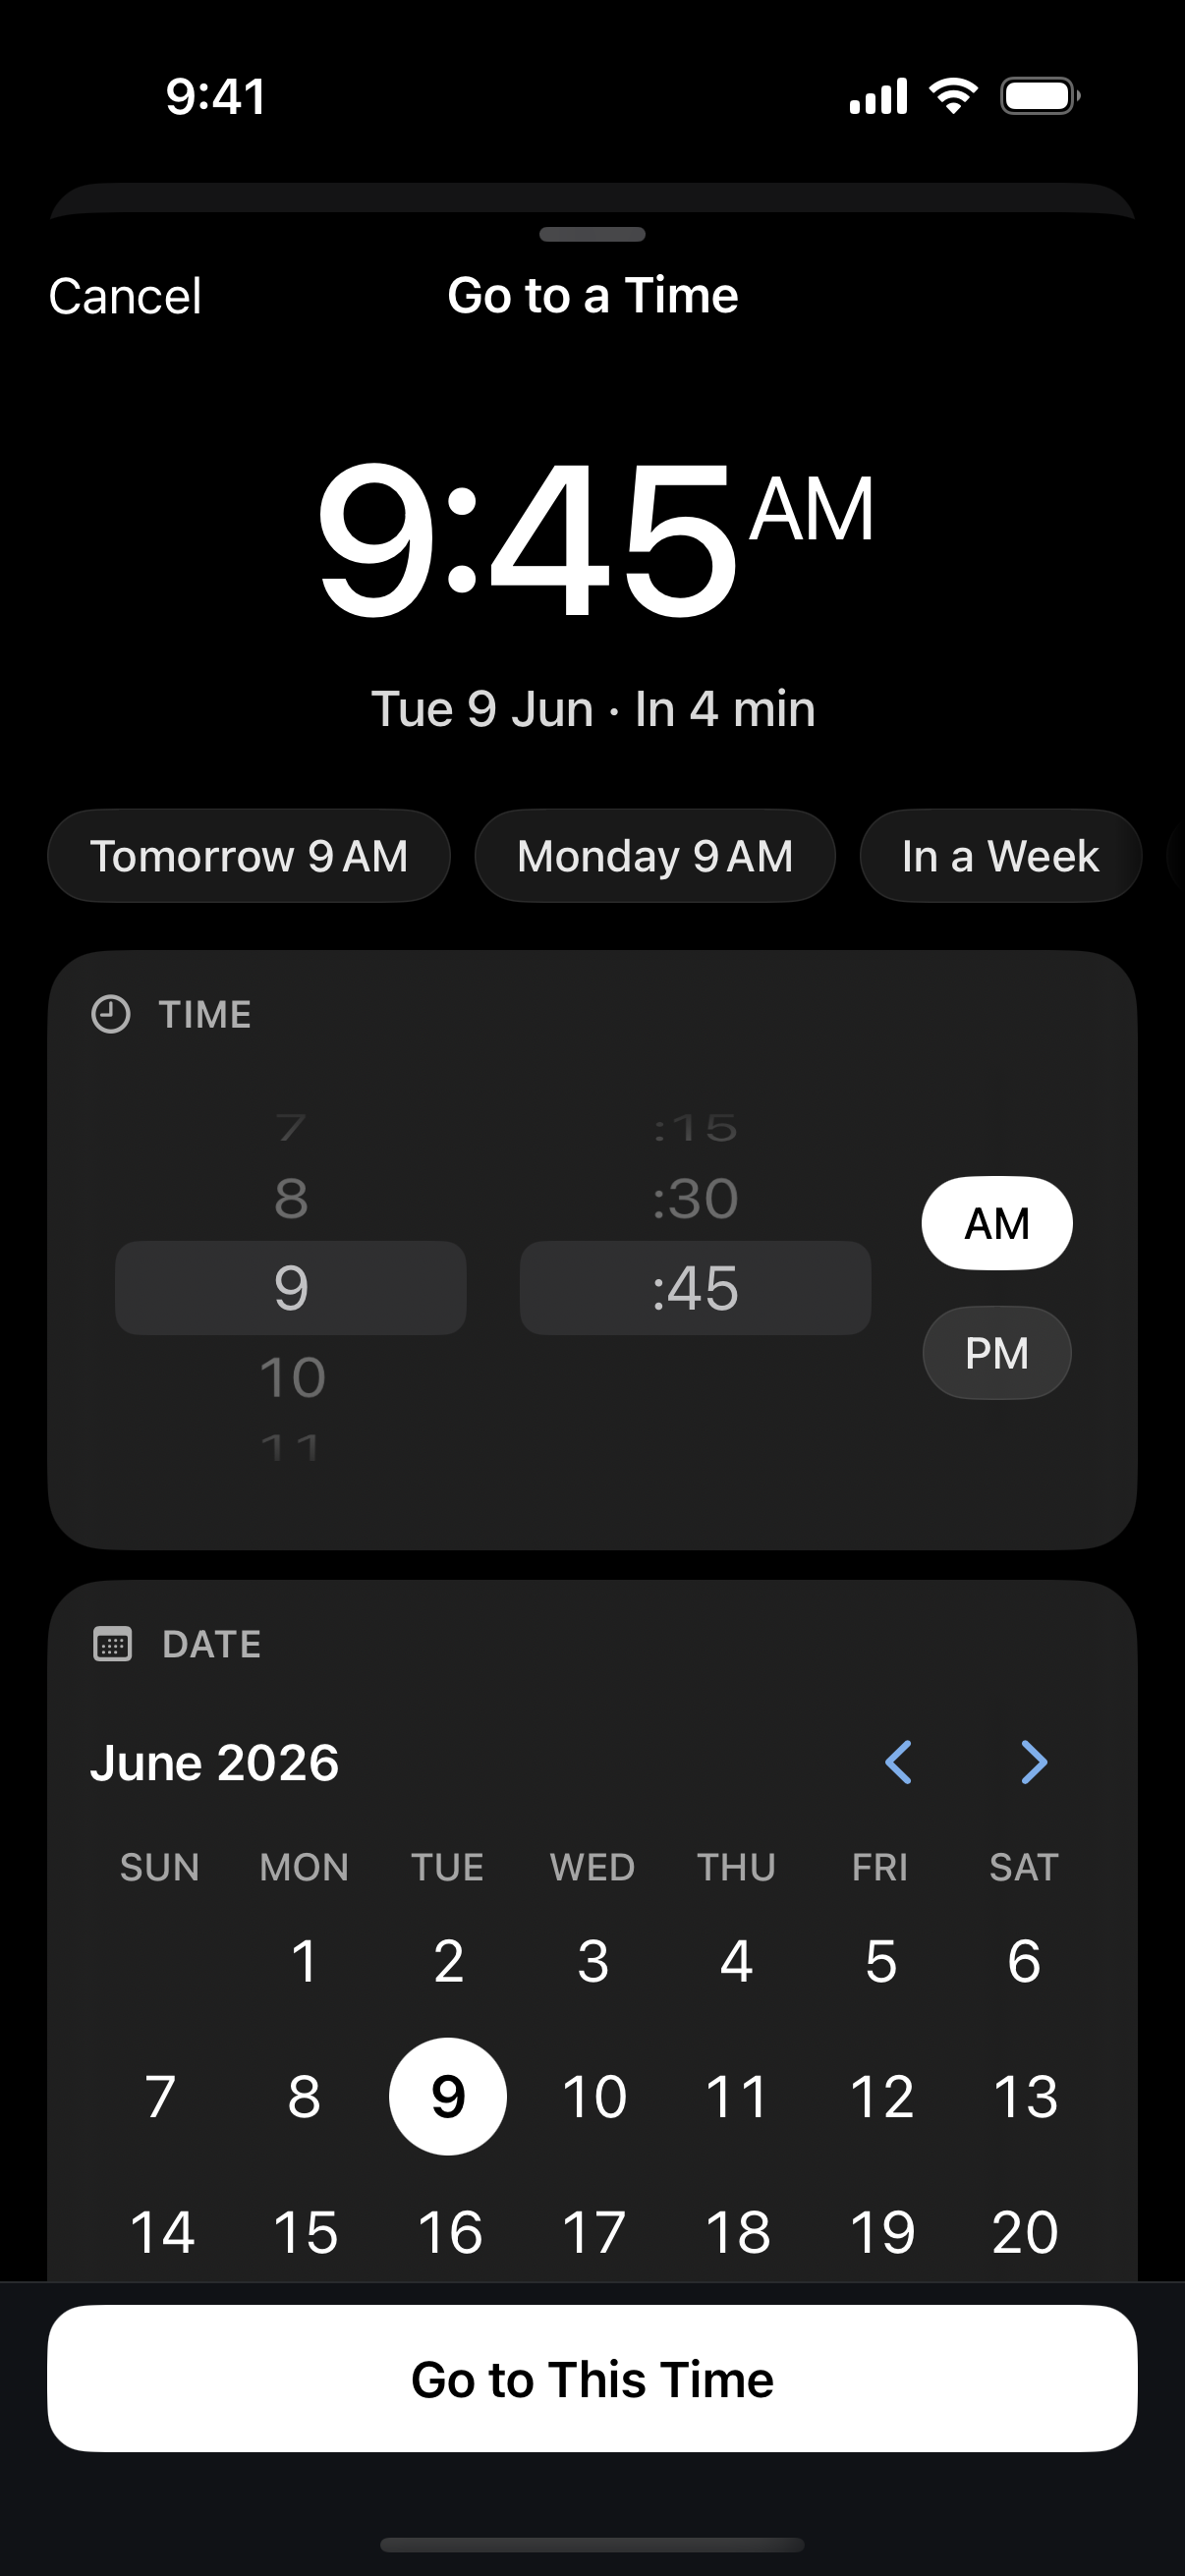 9:41
Cancel
Go to a Time
9:45 AM
Tue 9 Jun · In 4 min
Tomorrow 9 AM
Monday 9 AM
In a Week
TIME
7
:15
8
:30
AM
9
:45
PM
10
11
DATE
June 2026
SUN MON TUE WED THU FRI SAT
1 2 3 4 5 6
7 8 9 10 11 12 13
14 15 16 17 18 19 20
Go to This Time